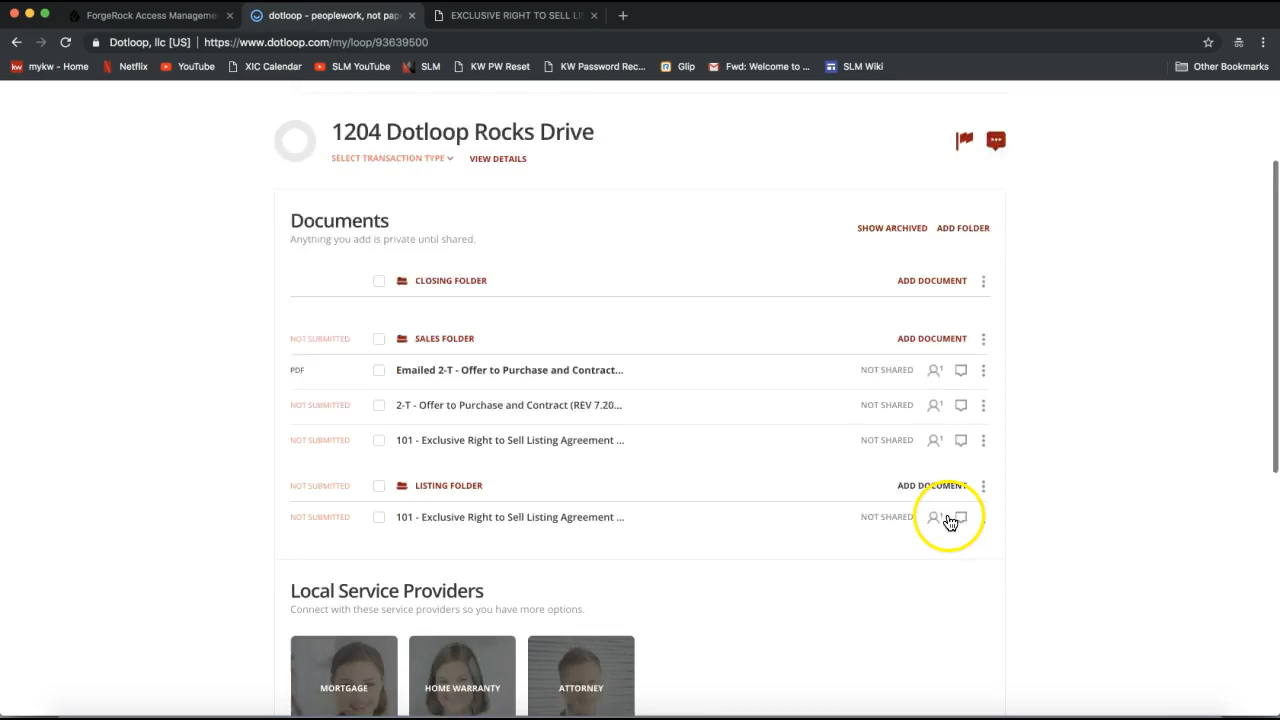 ForgeRock Access Manageme
dotloop - peoplework, not pap
EXCLUSIVE RIGHT TO SELL LIS
Dotloop, llc [US] | https://www.dotloop.com/my/loop/93639500
mykw - Home
Netflix
YouTube
XIC Calendar
SLM YouTube
SLM
KW PW Reset
KW Password Rec...
Glip
Fwd: Welcome to ...
SLM Wiki
Other Bookmarks
1204 Dotloop Rocks Drive
SELECT TRANSACTION TYPE VIEW DETAILS
Documents
Anything you add is private until shared.
SHOW ARCHIVED ADD FOLDER
CLOSING FOLDER ADD DOCUMENT
NOT SUBMITTED SALES FOLDER ADD DOCUMENT
PDF Emailed 2-T - Offer to Purchase and Contract... NOT SHARED 1
NOT SUBMITTED 2-T - Offer to Purchase and Contract (REV 7.20... NOT SHARED 1
NOT SUBMITTED 101 - Exclusive Right to Sell Listing Agreement ... NOT SHARED 1
NOT SUBMITTED LISTING FOLDER ADD DOCUMENT
NOT SUBMITTED 101 - Exclusive Right to Sell Listing Agreement ... NOT SHARED 1
Local Service Providers
Connect with these service providers so you have more options.
MORTGAGE HOME WARRANTY ATTORNEY